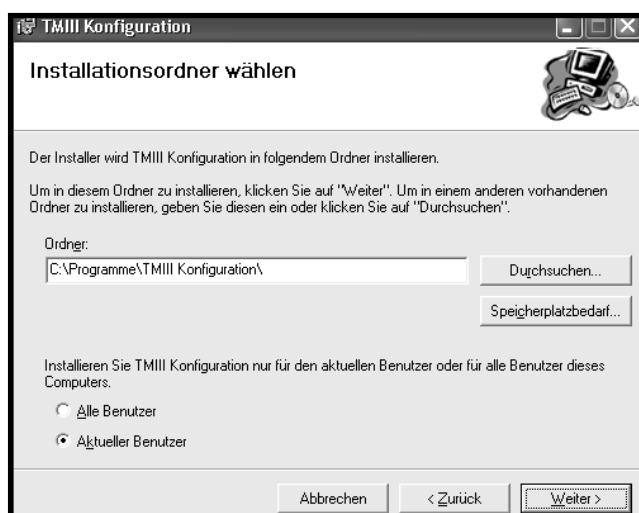 TMIII Konfiguration
Installationsordner wählen
Der Installer wird TMIII Konfiguration in folgendem Ordner installieren.
Um in diesem Ordner zu installieren, klicken Sie auf "Weiter". Um in einem anderen vorhandenen
Ordner zu installieren, geben Sie diesen ein oder klicken Sie auf "Durchsuchen".
Ordner:
C:\Programme\TMIII Konfiguration\
Durchsuchen...
Speicherplatzbedarf...
Installieren Sie TMIII Konfiguration nur für den aktuellen Benutzer oder für alle Benutzer dieses
Computers.
Alle Benutzer
Aktueller Benutzer
Abbrechen
< Zurück
Weiter >